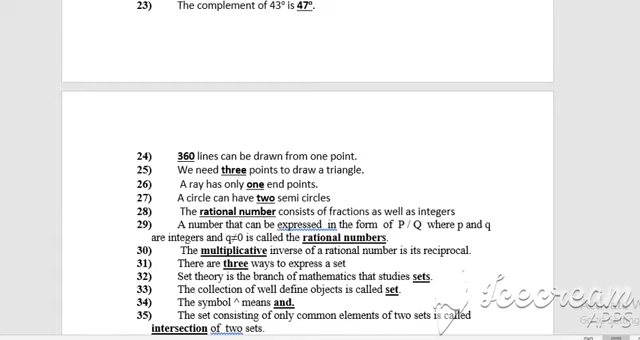 23) The complement of 43° is 47°.
24) 360 lines can be drawn from one point.
25) We need three points to draw a triangle.
26) A ray has only one end points.
27) A circle can have two semi circles
28) The rational number consists of fractions as well as integers
29) A number that can be expressed in the form of P / Q where p and q
are integers and q≠0 is called the rational numbers.
30) The multiplicative inverse of a rational number is its reciprocal.
31) There are three ways to express a set
32) Set theory is the branch of mathematics that studies sets.
33) The collection of well define objects is called set.
34) The symbol ^ means and.
35) The set consisting of only common elements of two sets is called
intersection of two sets.
Icecream
APPS